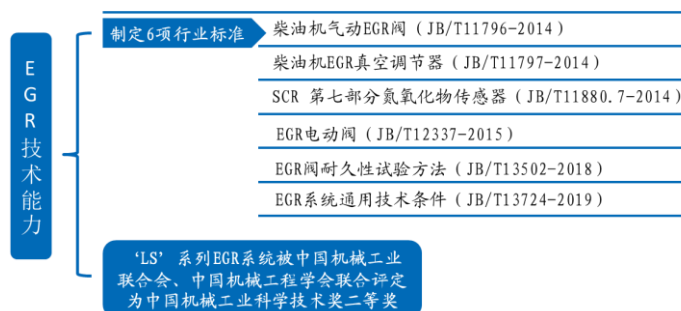 EGR技术能力
制定6项行业标准
柴油机气动EGR阀（JB/T11796-2014）
柴油机EGR真空调节器（JB/T11797-2014）
SCR 第七部分氮氧化物传感器（JB/T11880.7-2014）
EGR电动阀（JB/T12337-2015）
EGR阀耐久性试验方法（JB/T13502-2018）
EGR系统通用技术条件（JB/T13724-2019）
‘LS’系列EGR系统被中国机械工业
联合会、中国机械工程学会联合评定
为中国机械工业科学技术奖二等奖